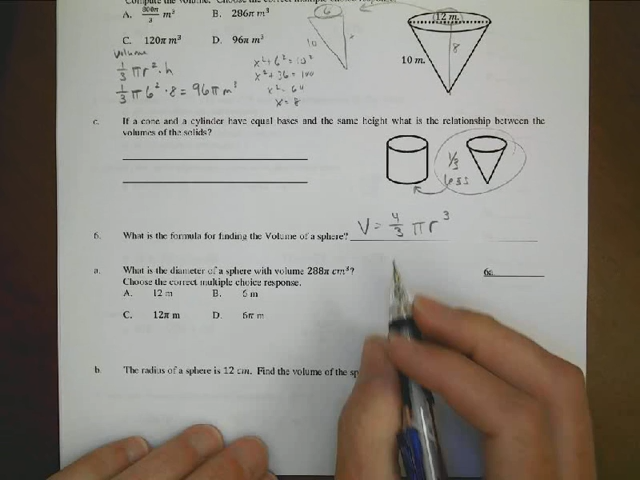 Compute the volume. Choose the correct multiple choice
A. m³ B. 286π m³
C. 120π m³ D. 96π m³
6
10
x
12 m.
8
10 m.
Volume
1/3 πr²·h
1/3 π6²·8 = 96π m³
x²+6²=10²
x²+36=100
x²=64
x=8
c. If a cone and a cylinder have equal bases and the same height what is the relationship between the
volumes of the solids?
1/3
less
6. What is the formula for finding the Volume of a sphere? V = 4/3 πr³
a. What is the diameter of a sphere with volume 288π cm³? 6a.
Choose the correct multiple choice response.
A. 12 m B. 6 m
C. 12π m D. 6π m
b. The radius of a sphere is 12 cm. Find the volume of the sp